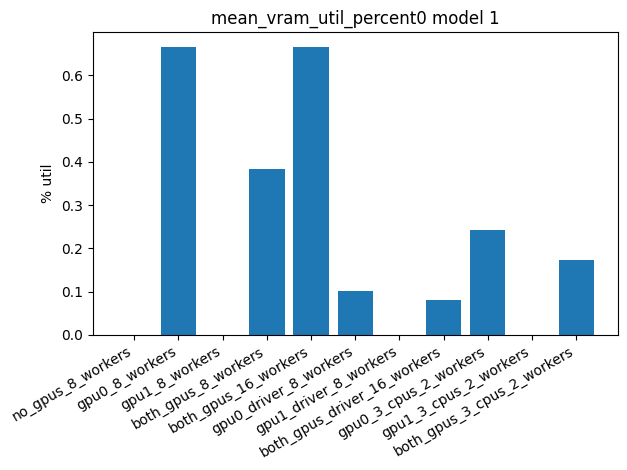 mean_vram_util_percent0 model 1
% util
0.6
0.5
0.4
0.3
0.2
0.1
0.0
no_gpus_8_workers
gpu0_8_workers
gpu1_8_workers
both_gpus_8_workers
both_gpus_16_workers
gpu0_driver_8_workers
gpu1_driver_8_workers
both_gpus_driver_16_workers
gpu0_3_cpus_2_workers
gpu1_3_cpus_2_workers
both_gpus_3_cpus_2_workers